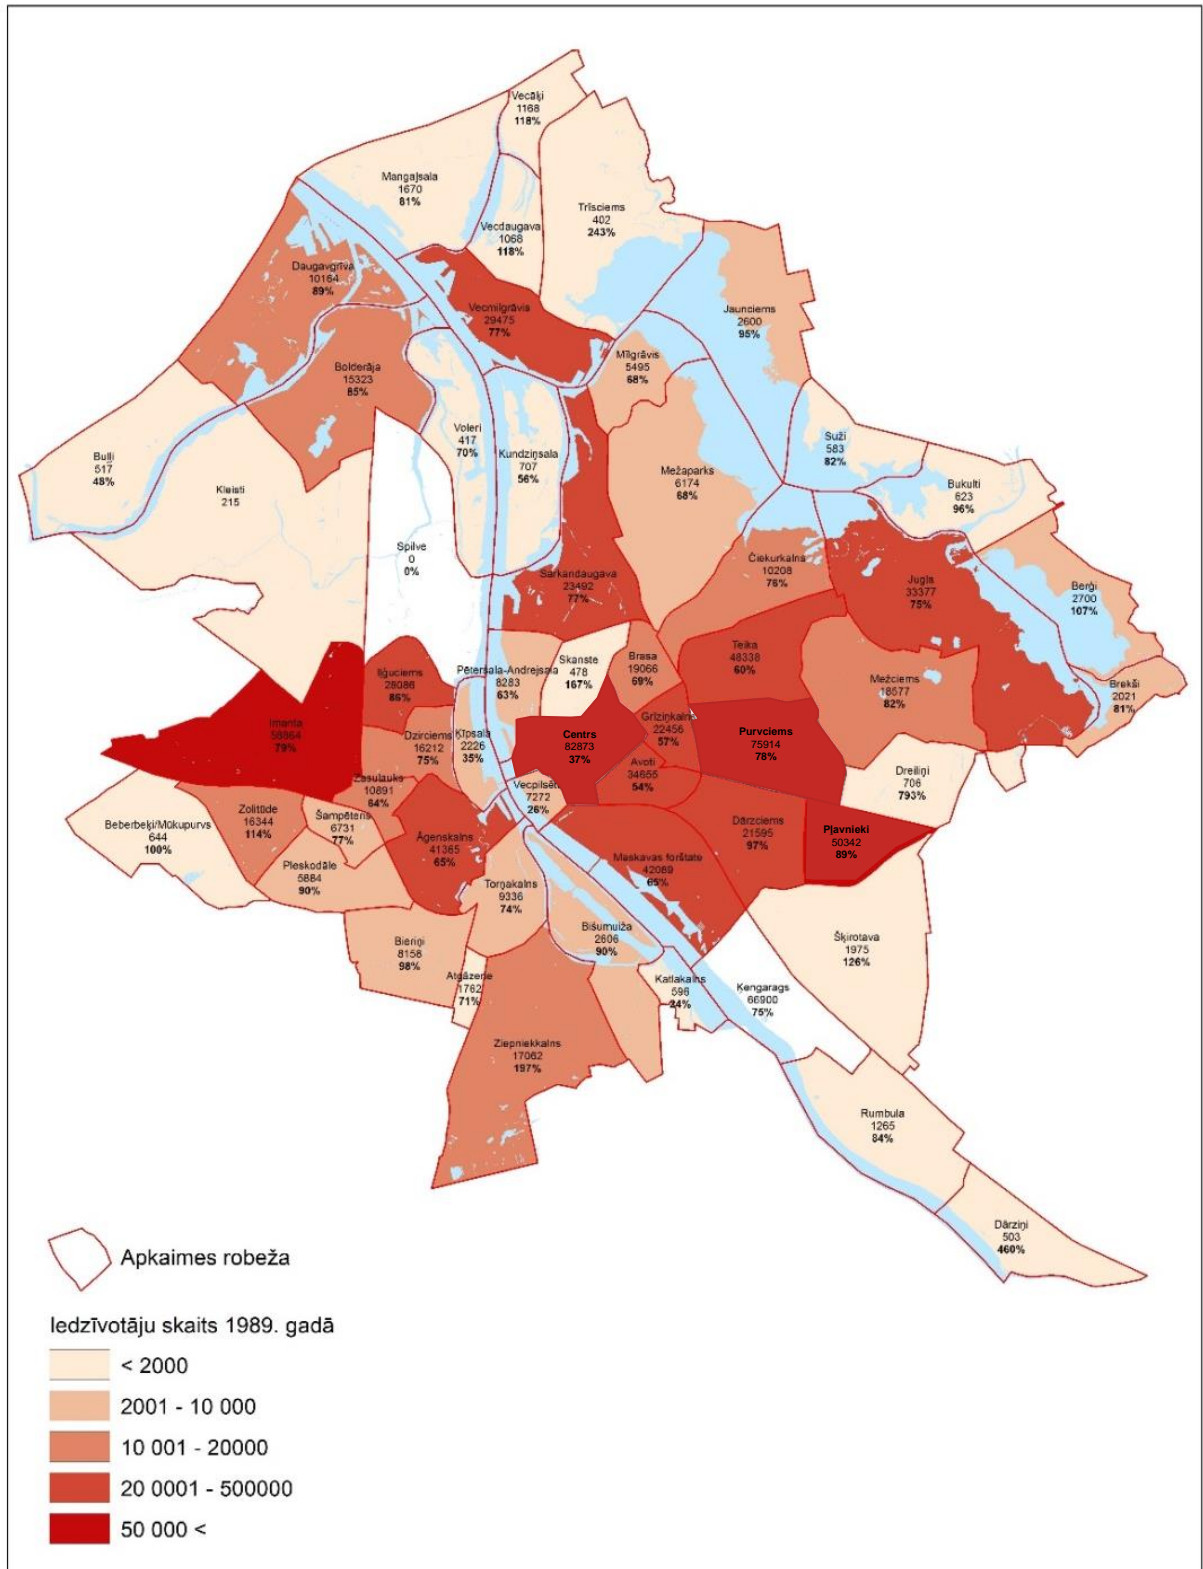 Vecāķi
1168
118%
Mangaļsala
1670
81%
Trīsciems
402
243%
Vecdaugava
1068
118%
Daugavgrīva
10164
89%
Vecmīlgrāvis
29475
77%
Jaunciems
2600
95%
Mīlgrāvis
5495
68%
Bolderāja
15323
85%
Voleri
417
70%
Kundziņsala
707
56%
Suži
583
82%
Buļļi
517
48%
Kleisti
215
Mežaparks
6174
68%
Bukulti
623
96%
Spilve
0
0%
Čiekurkalns
10208
76%
Sarkandaugava
23492
77%
Jugla
33377
75%
Berģi
2700
107%
Teika
48338
60%
Brasa
19066
69%
Skanste
478
167%
Pētersala-Andrejsala
8283
63%
Iļģuciems
28086
86%
Mežciems
18577
82%
Brekši
2021
81%
Imanta
58864
79%
Dzirciems
16212
75%
Ķīpsala
2226
35%
Centrs
82873
37%
Grīziņkalns
22456
57%
Purvciems
75914
78%
Avoti
34655
54%
Dreiliņi
706
793%
Zasulauks
10891
64%
Vecpilsēta
7272
26%
Zolitūde
16344
114%
Šampēteris
6731
77%
Beberbeķi/Mūkupurvs
644
100%
Āgenskalns
41365
65%
Dārzciems
21595
97%
Pļavnieki
50342
89%
Pleskodāle
5884
90%
Maskavas forštate
42089
65%
Torņakalns
9336
74%
Bišumuiža
2606
90%
Šķirotava
1975
126%
Bieriņi
8158
98%
Atgāzene
1762
71%
Katlakalns
596
24%
Ķengarags
66900
75%
Ziepniekkalns
17062
197%
Rumbula
1265
84%
Dārziņi
503
460%
Apkaimes robeža
Iedzīvotāju skaits 1989. gadā
< 2000
2001 - 10 000
10 001 - 20000
20 0001 - 500000
50 000 <